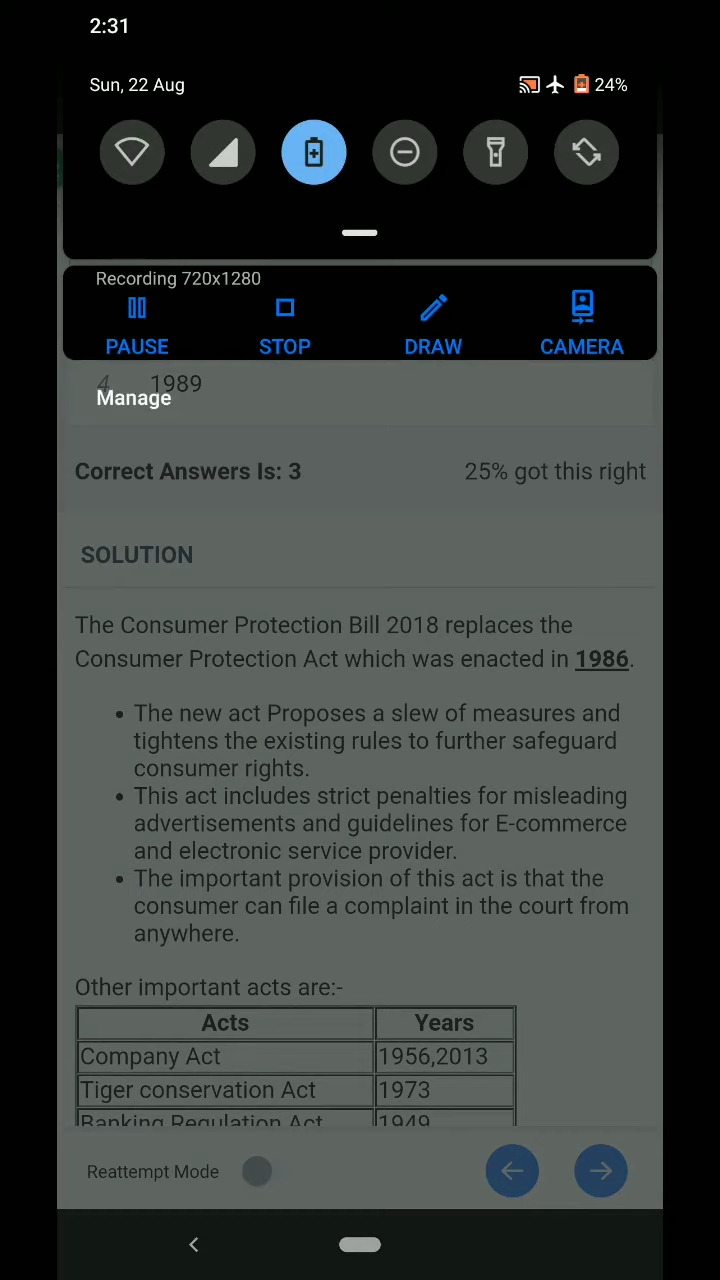 2:31
Sun, 22 Aug
24%
Recording 720x1280
PAUSE STOP DRAW CAMERA
4 1989
Manage
Correct Answers Is: 3 25% got this right
SOLUTION
The Consumer Protection Bill 2018 replaces the
Consumer Protection Act which was enacted in 1986.
• The new act Proposes a slew of measures and
tightens the existing rules to further safeguard
consumer rights.
• This act includes strict penalties for misleading
advertisements and guidelines for E-commerce
and electronic service provider.
• The important provision of this act is that the
consumer can file a complaint in the court from
anywhere.
Other important acts are:-
Acts Years
Company Act 1956,2013
Tiger conservation Act 1973
Banking Regulation Act 1949
Reattempt Mode